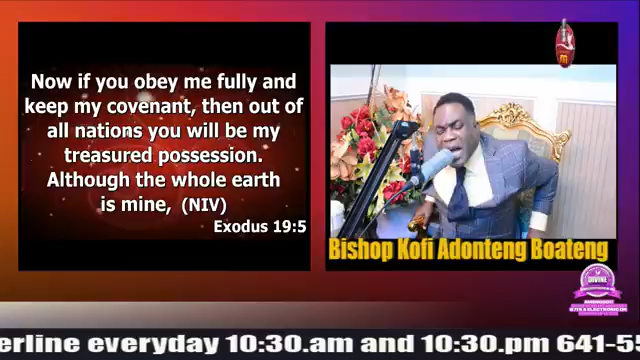 Now if you obey me fully and
keep my covenant, then out of
all nations you will be my
treasured possession.
Although the whole earth
is mine, (NIV)
Exodus 19:5
Bishop Kofi Adonteng Boateng
DIVINE
erline everyday 10:30.am and 10:30.pm 641-5